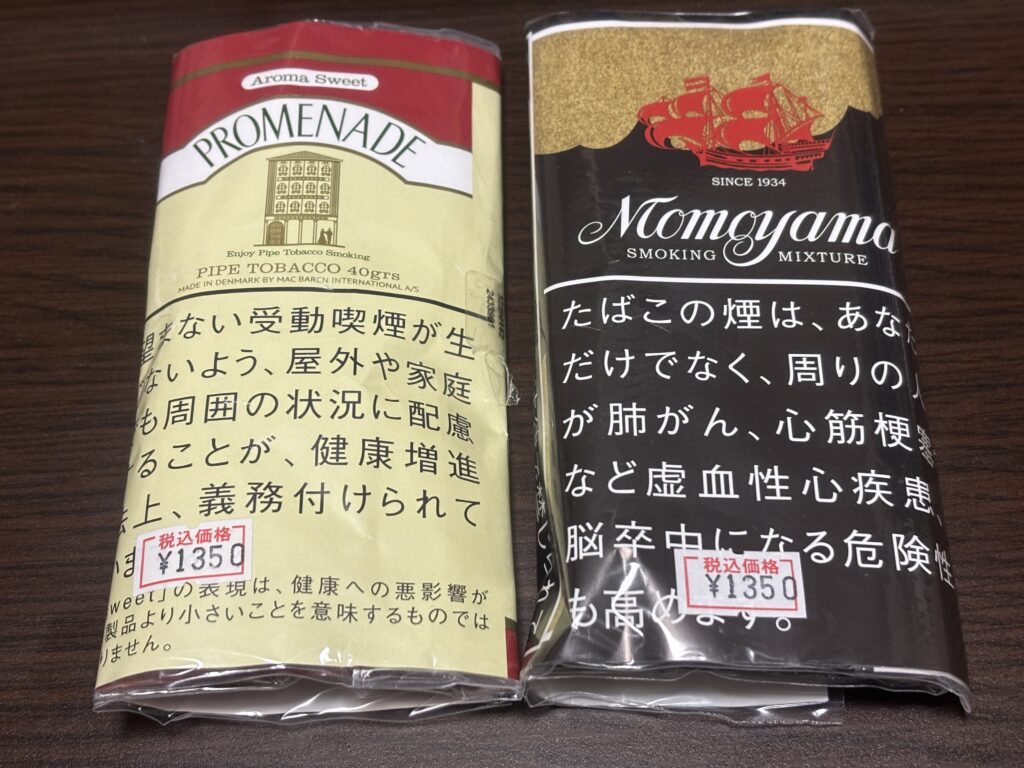 Aroma Sweet
PROMENADE
Enjoy Pipe Tobacco Smoking
PIPE TOBACCO 40grs
MADE IN DENMARK BY MAC BAREN INTERNATIONAL A/S
望まない受動喫煙が生
ないよう、屋外や家庭
も周囲の状況に配慮
ることが、健康増進
上、義務付けられて
いま
税込価格
¥1350
weet」の表現は、健康への悪影響が
製品より小さいことを意味するものでは
りません。
SINCE 1934
Momoyama
SMOKING MIXTURE
たばこの煙は、あなた
だけでなく、周りの人
が肺がん、心筋梗塞
など虚血性心疾患、
脳卒中になる危険性
も高めます。
税込価格
¥1350